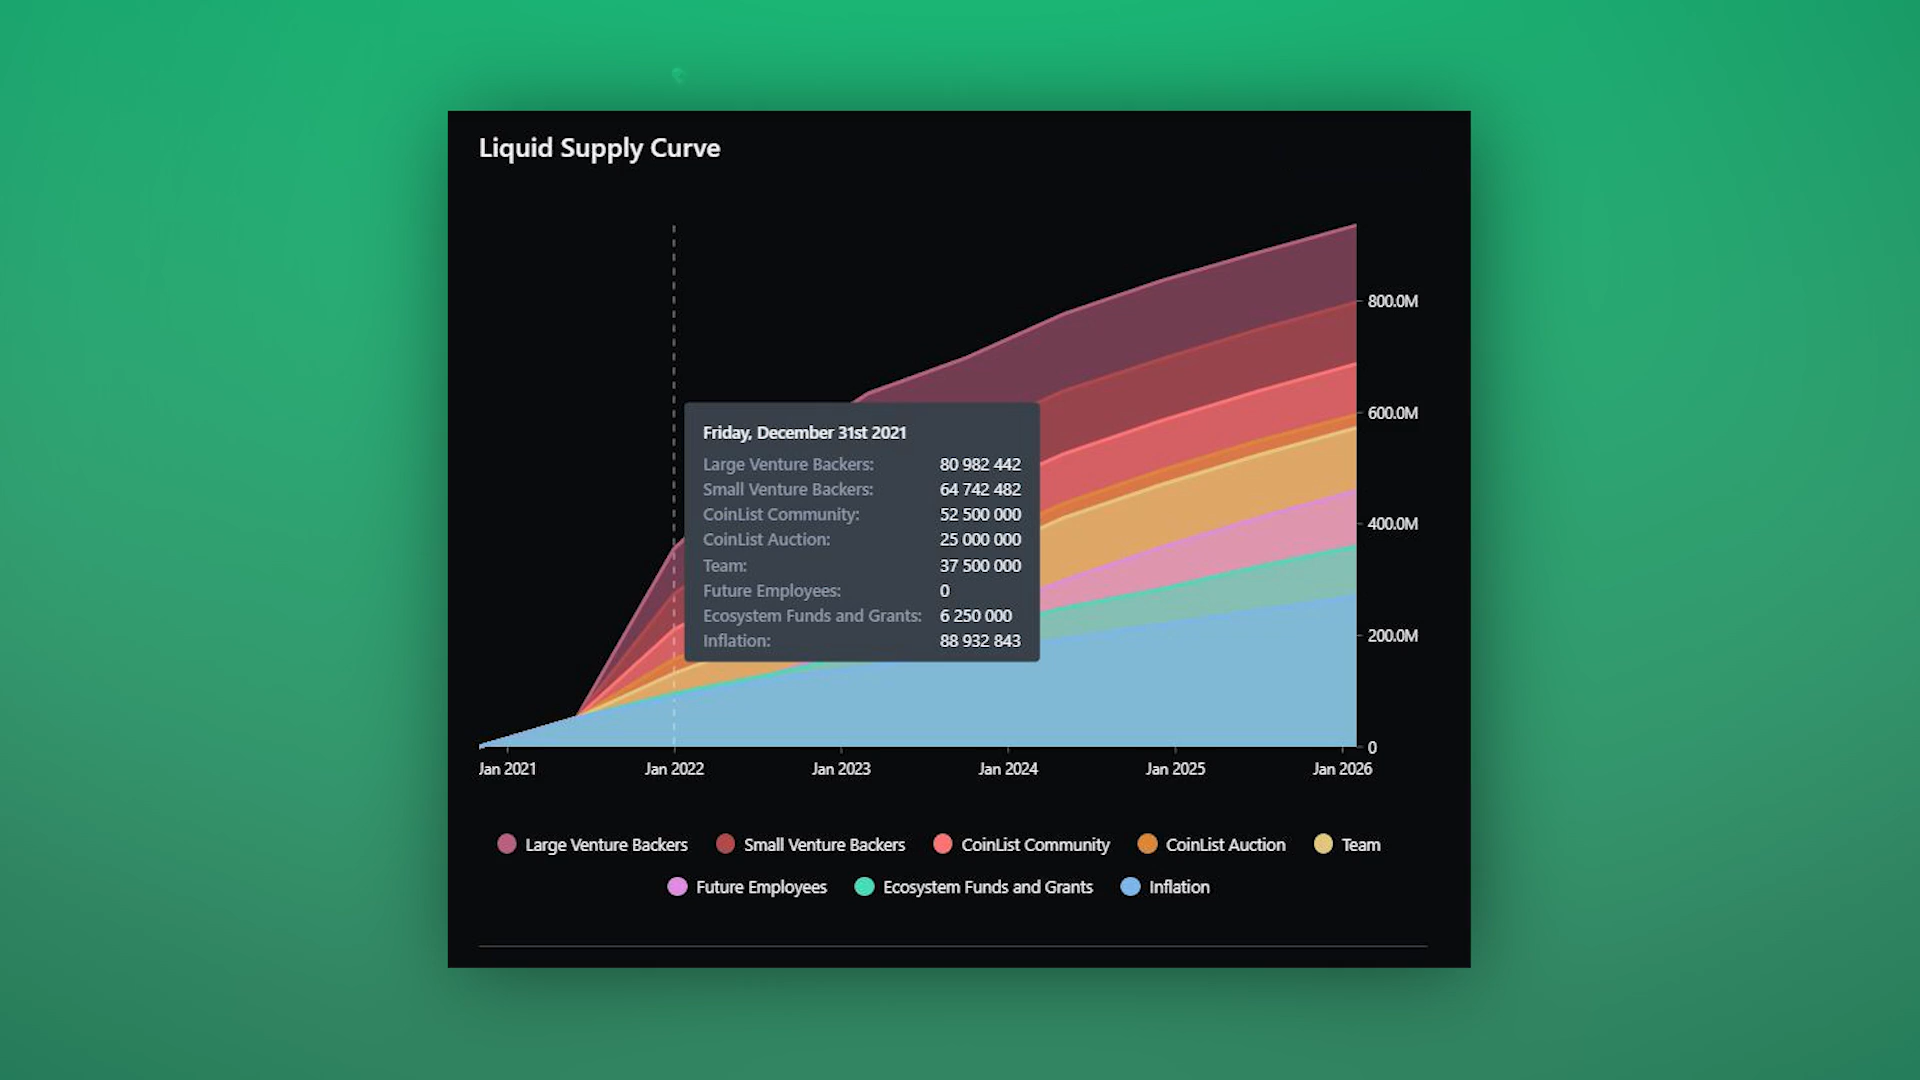 Liquid Supply Curve
800.0M
Friday, December 31st 2021
600.0M
Large Venture Backers: 80 982 442
Small Venture Backers: 64 742 482
CoinList Community: 52 500 000
400.0M
CoinList Auction: 25 000 000
Team: 37 500 000
Future Employees: 0
Ecosystem Funds and Grants: 6 250 000
200.0M
Inflation: 88 932 843
0
Jan 2021 Jan 2022 Jan 2023 Jan 2024 Jan 2025 Jan 2026
Large Venture Backers Small Venture Backers CoinList Community CoinList Auction Team
Future Employees Ecosystem Funds and Grants Inflation